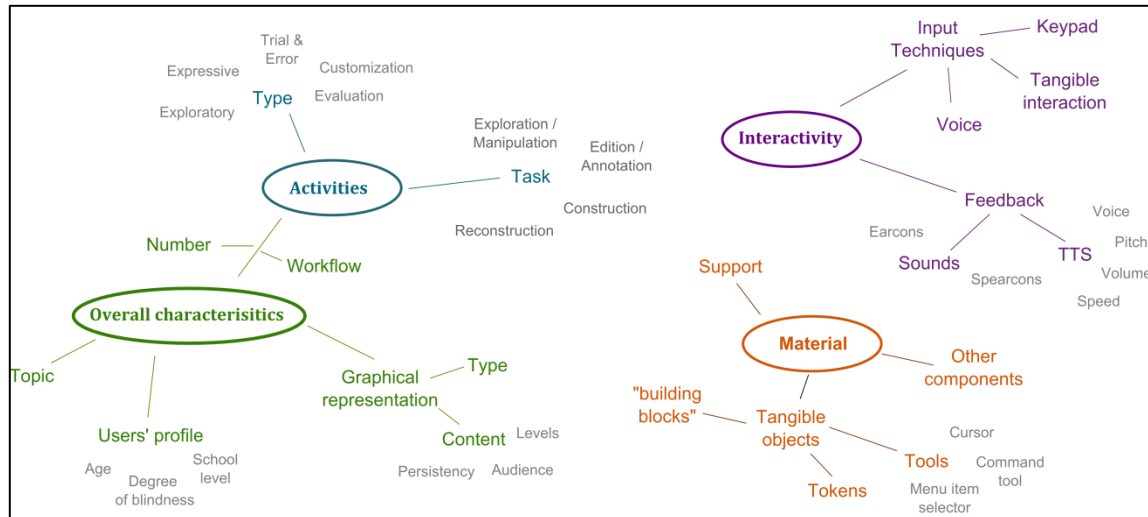 Trial &
Error
Expressive
Customization
Type
Evaluation
Exploratory
Activities
Exploration /
Manipulation
Edition /
Annotation
Task
Construction
Reconstruction
Number
Workflow
Overall characterisitics
Topic
Graphical
representation
Type
Users' profile
Age
Degree
of blindness
School
level
Content
Levels
Persistency
Audience
Input
Techniques
Keypad
Tangible
interaction
Voice
Interactivity
Feedback
Earcons
Sounds
Spearcons
TTS
Voice
Pitch
Volume
Speed
Support
Material
Other
components
"building
blocks"
Tangible
objects
Tokens
Tools
Cursor
Command
tool
Menu item
selector